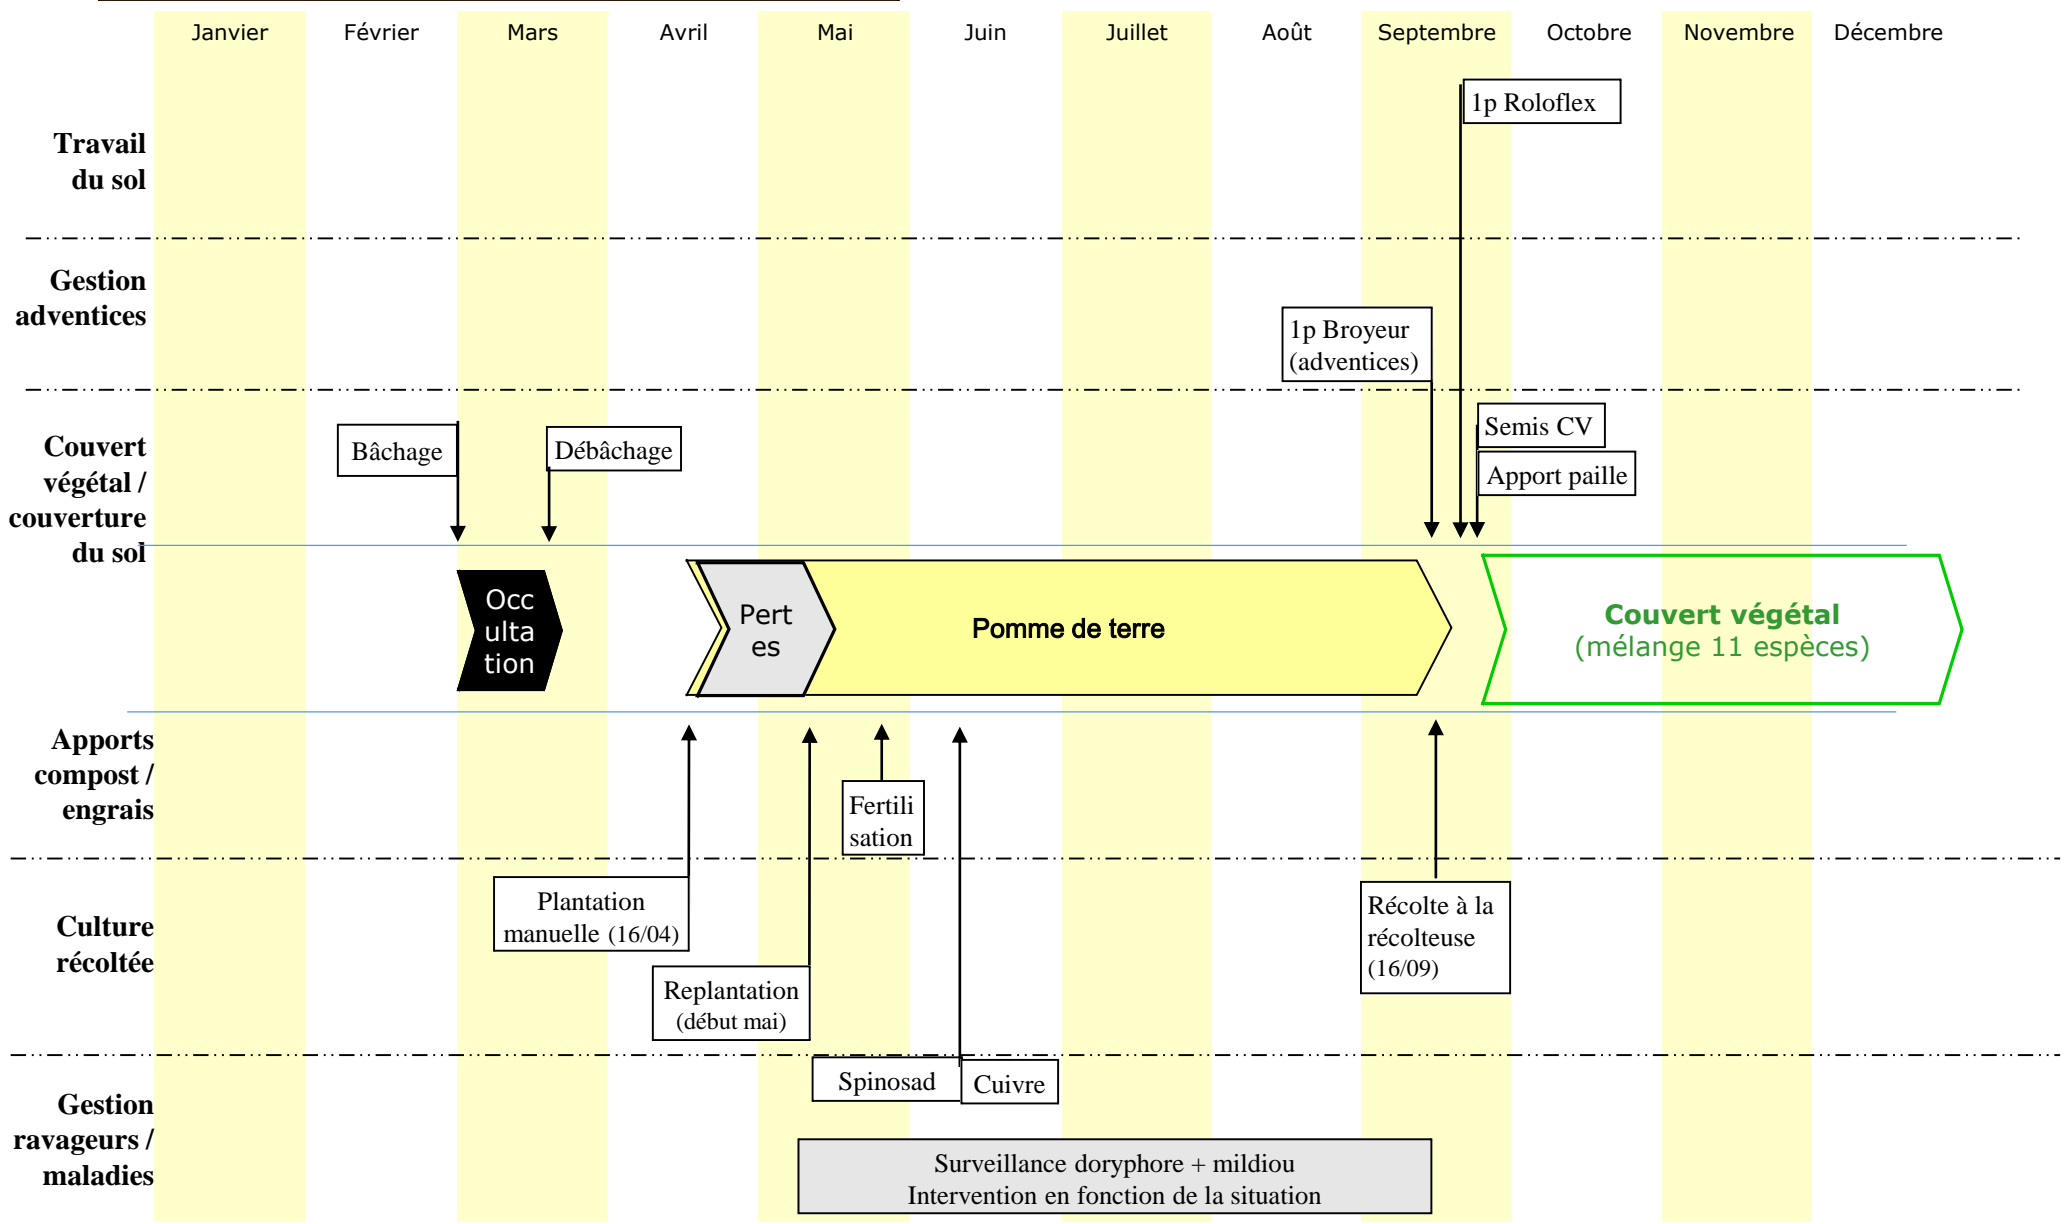 Janvier Février Mars Avril Mai Juin Juillet Août Septembre Octobre Novembre Décembre
1p Roloflex
Travail
du sol
Gestion
adventices
1p Broyeur
(adventices)
Couvert
végétal /
couverture
du sol
Bâchage
Débâchage
Semis CV
Apport paille
Occ
ulta
tion
Pert
es
Pomme de terre
Couvert végétal
(mélange 11 espèces)
Apports
compost /
engrais
Fertili
sation
Culture
récoltée
Plantation
manuelle (16/04)
Replantation
(début mai)
Récolte à la
récolteuse
(16/09)
Gestion
ravageurs /
maladies
Spinosad
Cuivre
Surveillance doryphore + mildiou
Intervention en fonction de la situation